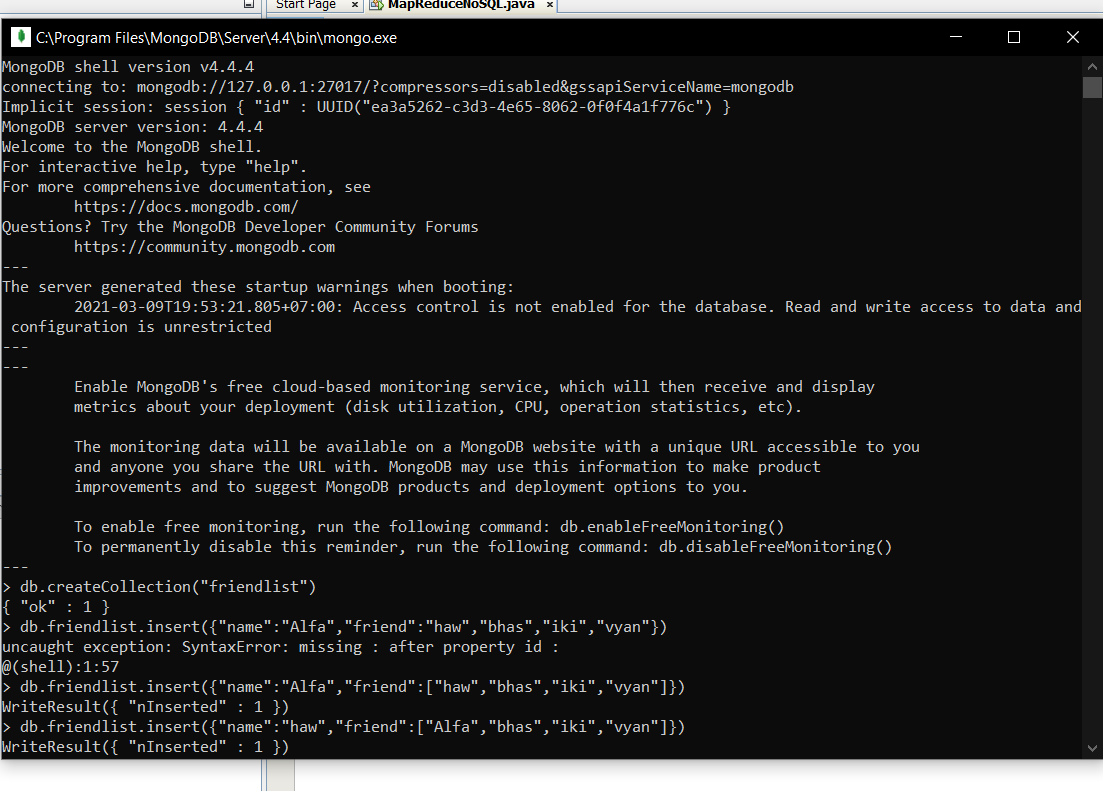 Start Page
MapReduceNoSQL.java
C:\Program Files\MongoDB\Server\4.4\bin\mongo.exe
MongoDB shell version v4.4.4
connecting to: mongodb://127.0.0.1:27017/?compressors=disabled&gssapiServiceName=mongodb
Implicit session: session { "id" : UUID("ea3a5262-c3d3-4e65-8062-0f0f4a1f776c") }
MongoDB server version: 4.4.4
Welcome to the MongoDB shell.
For interactive help, type "help".
For more comprehensive documentation, see
https://docs.mongodb.com/
Questions? Try the MongoDB Developer Community Forums
https://community.mongodb.com
---
The server generated these startup warnings when booting:
2021-03-09T19:53:21.805+07:00: Access control is not enabled for the database. Read and write access to data and
configuration is unrestricted
---
---
Enable MongoDB's free cloud-based monitoring service, which will then receive and display
metrics about your deployment (disk utilization, CPU, operation statistics, etc).
The monitoring data will be available on a MongoDB website with a unique URL accessible to you
and anyone you share the URL with. MongoDB may use this information to make product
improvements and to suggest MongoDB products and deployment options to you.
To enable free monitoring, run the following command: db.enableFreeMonitoring()
To permanently disable this reminder, run the following command: db.disableFreeMonitoring()
---
> db.createCollection("friendlist")
{ "ok" : 1 }
> db.friendlist.insert({"name":"Alfa","friend":"haw","bhas","iki","vyan"})
uncaught exception: SyntaxError: missing : after property id :
@(shell):1:57
> db.friendlist.insert({"name":"Alfa","friend":["haw","bhas","iki","vyan"]})
WriteResult({ "nInserted" : 1 })
> db.friendlist.insert({"name":"haw","friend":["Alfa","bhas","iki","vyan"]})
WriteResult({ "nInserted" : 1 })